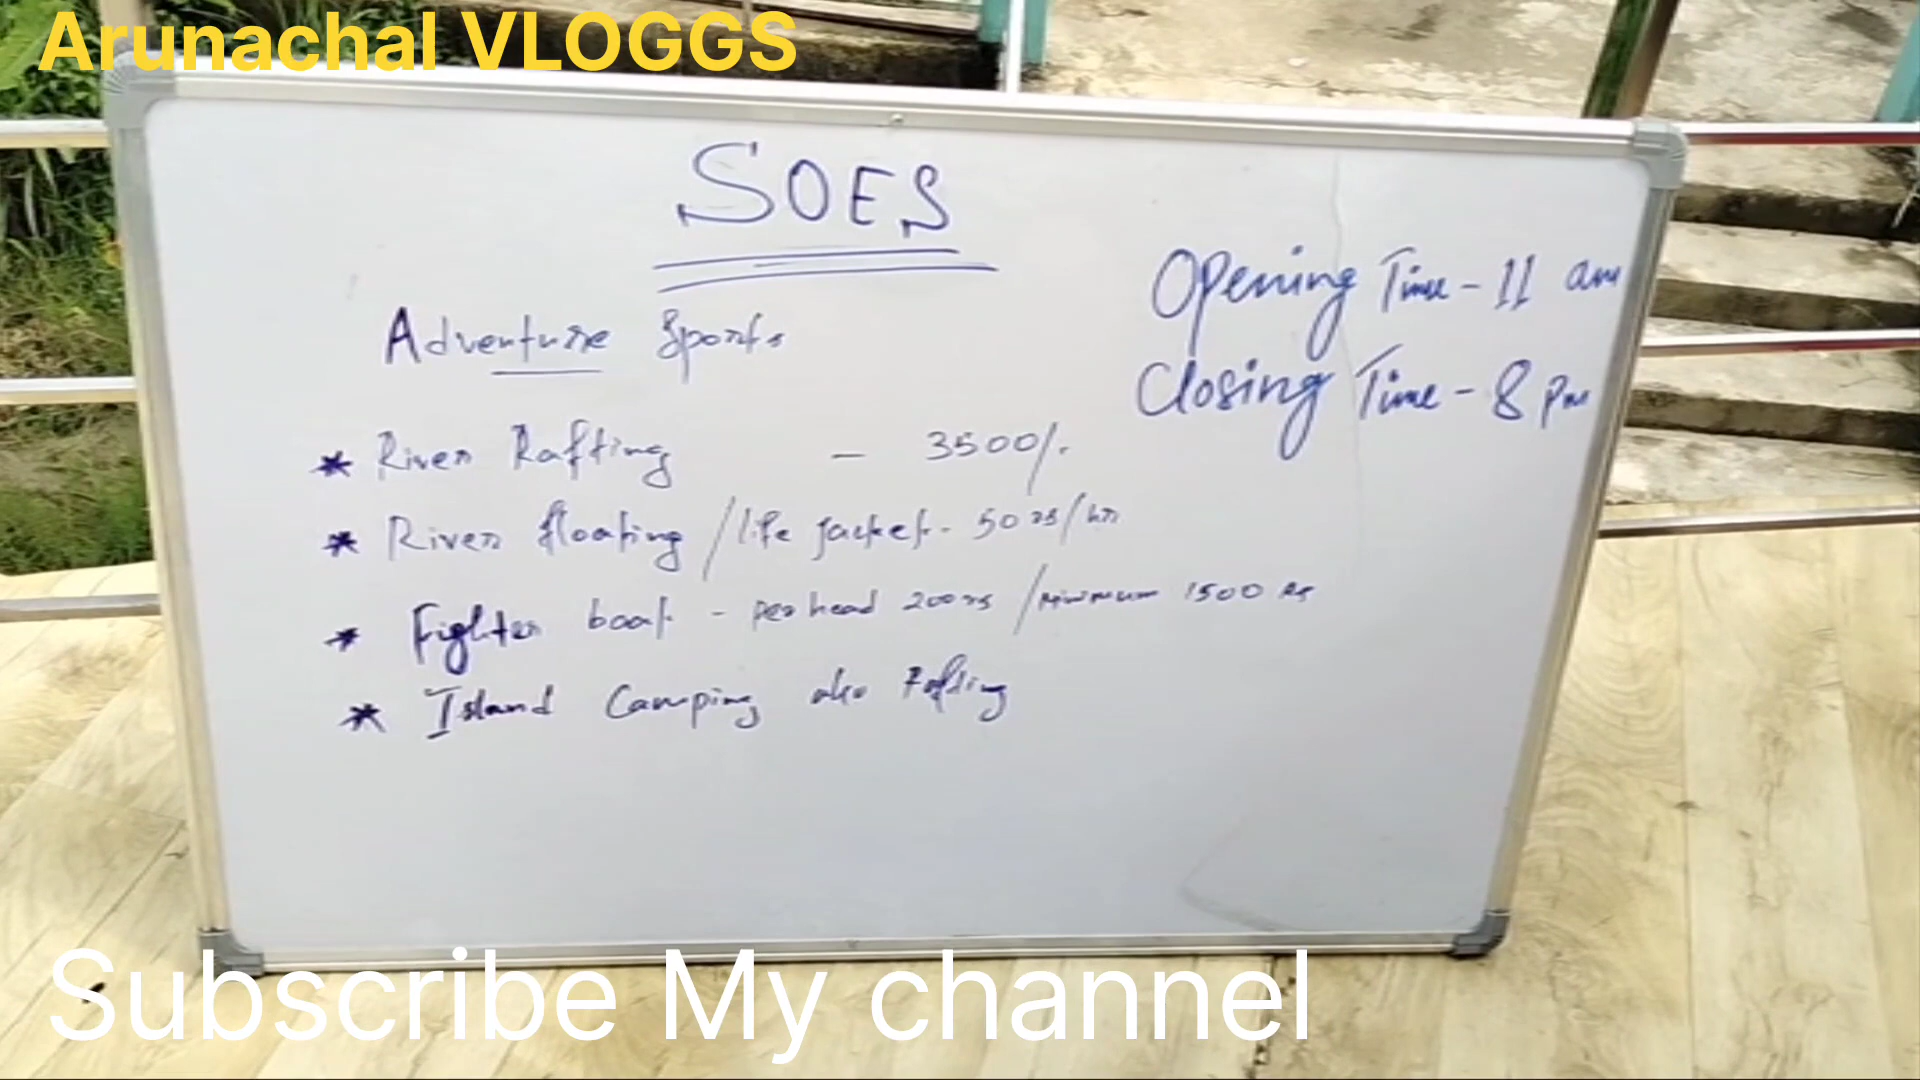 Arunachal VLOGGS
SOES
Opening Time - 11 am
Closing Time - 8 pm
Adventure Sports
* River Rafting - 3500/-
* River floating / life jacket - 50 rs/hr
* Fighter boat - per head 200 rs / minimum 1500 Rs
* Island Camping also Rafting
Subscribe My channel